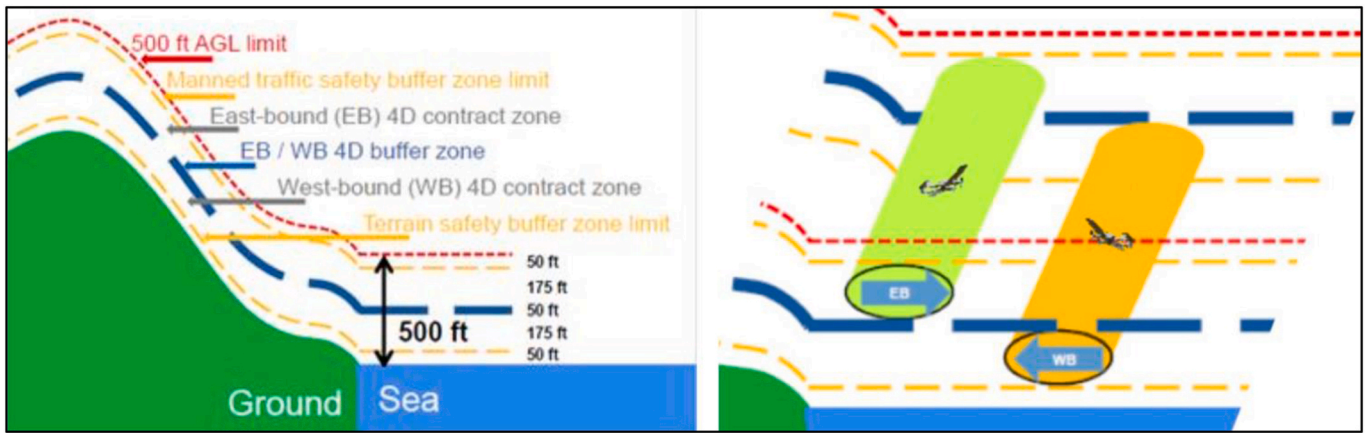 500 ft AGL limit
Manned traffic safety buffer zone limit
East-bound (EB) 4D contract zone
EB / WB 4D buffer zone
West-bound (WB) 4D contract zone
Terrain safety buffer zone limit
50 ft
175 ft
50 ft
175 ft
50 ft
500 ft
Ground
Sea
EB
WB